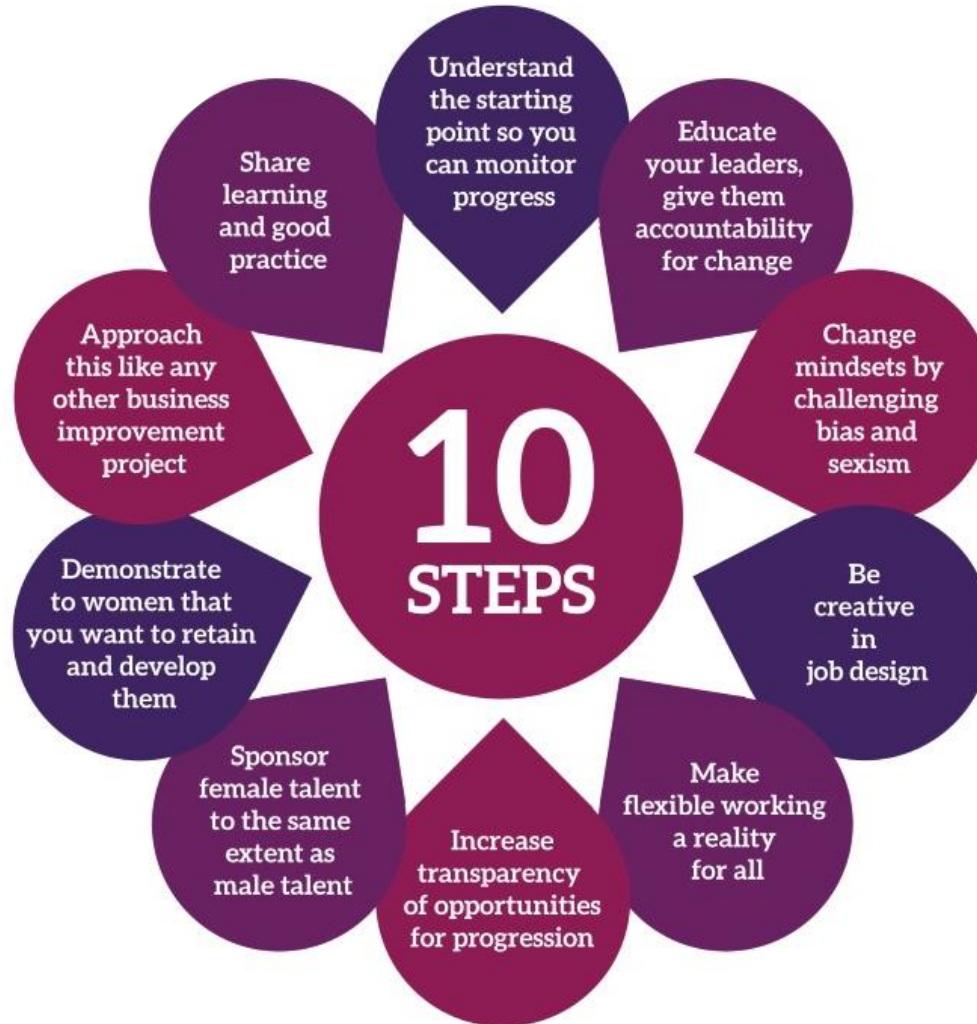 Understand
the starting
point so you
can monitor
progress
Educate
your leaders,
give them
accountability
for change
Change
mindsets by
challenging
bias and
sexism
Be
creative
in
job design
Make
flexible working
a reality
for all
Increase
transparency
of opportunities
for progression
Sponsor
female talent
to the same
extent as
male talent
Demonstrate
to women that
you want to retain
and develop
them
Approach
this like any
other business
improvement
project
Share
learning
and good
practice
10
STEPS